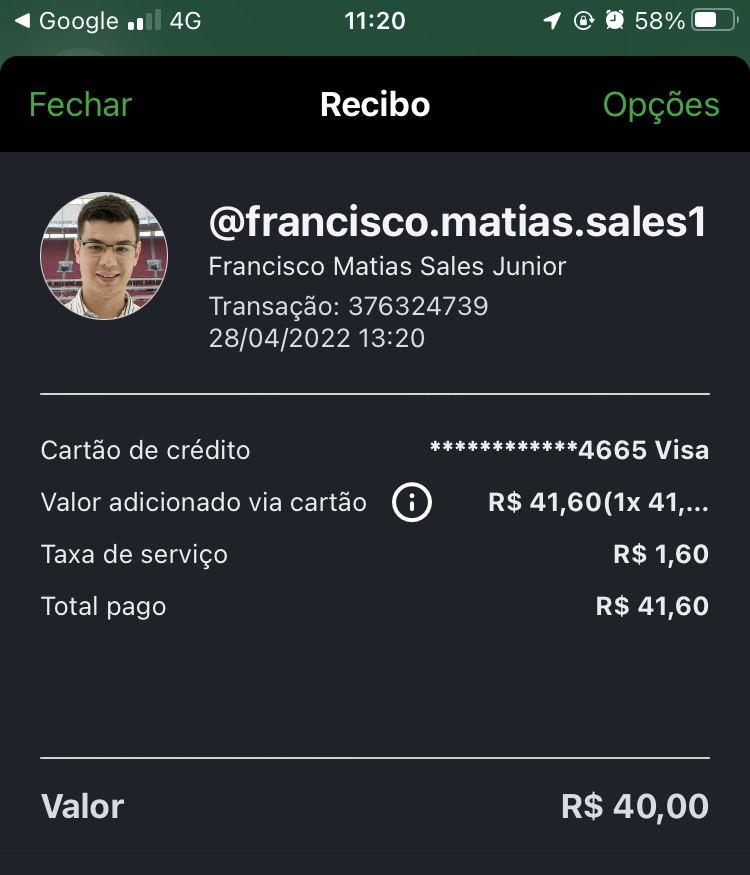 ◀ Google 4G 11:20 58%
Fechar Recibo Opções
@francisco.matias.sales1
Francisco Matias Sales Junior
Transação: 376324739
28/04/2022 13:20
Cartão de crédito ************4665 Visa
Valor adicionado via cartão R$ 41,60(1x 41,...
Taxa de serviço R$ 1,60
Total pago R$ 41,60
Valor R$ 40,00